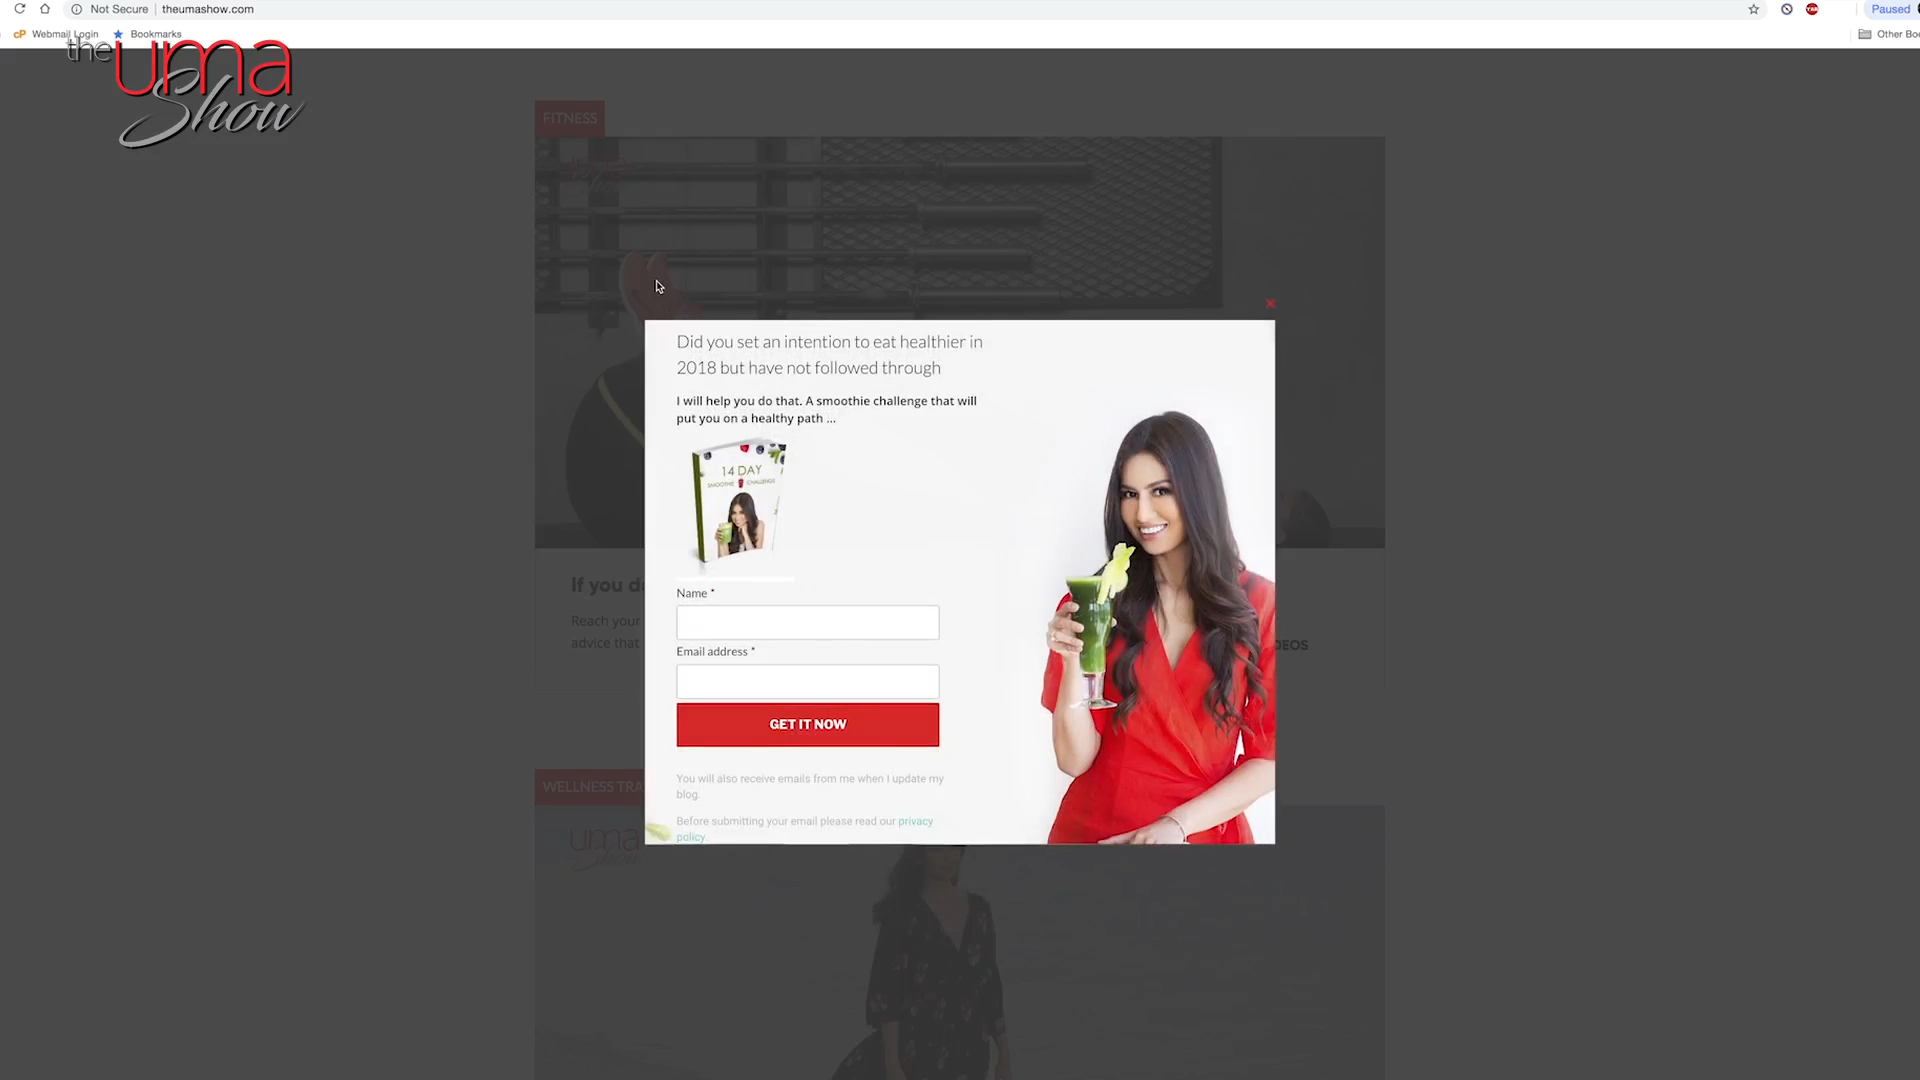 Not Secure | theumashow.com
Paused
Webmail Login
Bookmarks
Other Boo
the
uma
Show
FITNESS
Did you set an intention to eat healthier in
2018 but have not followed through
I will help you do that. A smoothie challenge that will
put you on a healthy path ...
14 DAY
SMOOTHIE CHALLENGE
If you d
Name *
Reach your
advice that
Email address *
DEOS
GET IT NOW
You will also receive emails from me when I update my
blog.
WELLNESS TRA
Before submitting your email please read our privacy
policy.
uma
Show